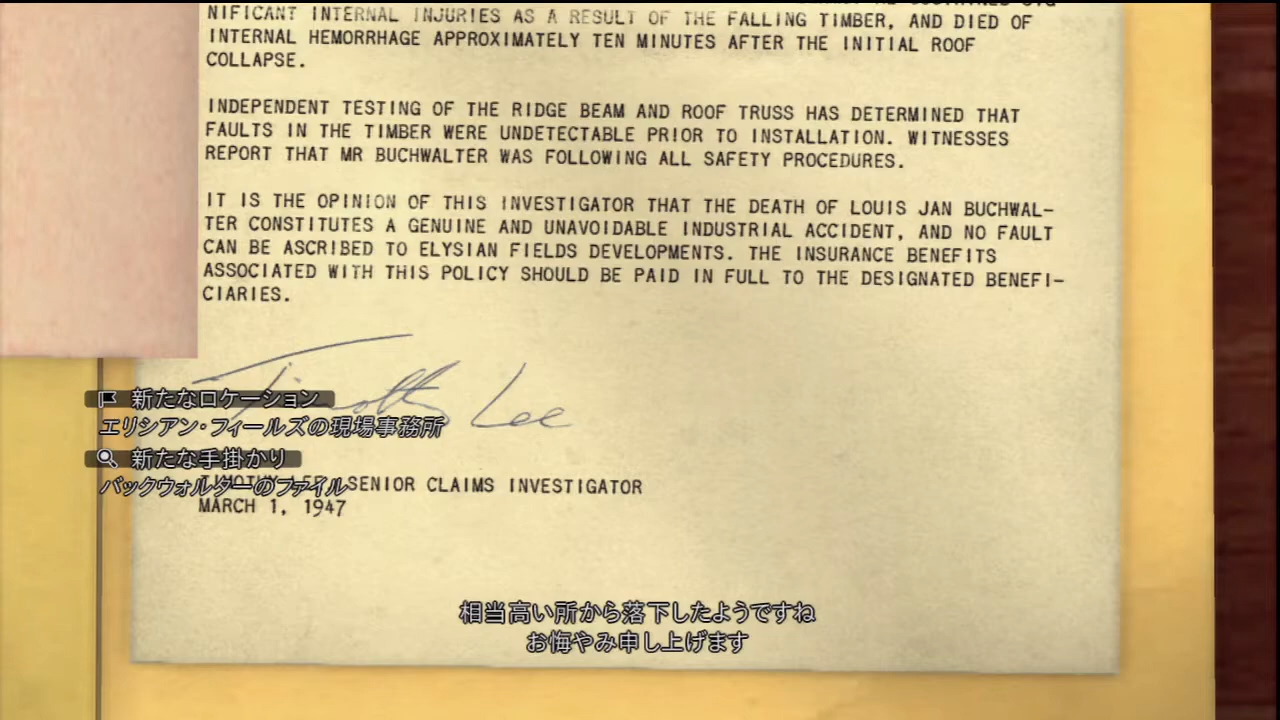 NIFICANT INTERNAL INJURIES AS A RESULT OF THE FALLING TIMBER, AND DIED OF
INTERNAL HEMORRHAGE APPROXIMATELY TEN MINUTES AFTER THE INITIAL ROOF
COLLAPSE.
INDEPENDENT TESTING OF THE RIDGE BEAM AND ROOF TRUSS HAS DETERMINED THAT
FAULTS IN THE TIMBER WERE UNDETECTABLE PRIOR TO INSTALLATION. WITNESSES
REPORT THAT MR BUCHWALTER WAS FOLLOWING ALL SAFETY PROCEDURES.
IT IS THE OPINION OF THIS INVESTIGATOR THAT THE DEATH OF LOUIS JAN BUCHWAL-
TER CONSTITUTES A GENUINE AND UNAVOIDABLE INDUSTRIAL ACCIDENT, AND NO FAULT
CAN BE ASCRIBED TO ELYSIAN FIELDS DEVELOPMENTS. THE INSURANCE BENEFITS
ASSOCIATED WITH THIS POLICY SHOULD BE PAID IN FULL TO THE DESIGNATED BENEFI-
CIARIES.
Timothy Lee
新たなロケーション
エリシアン・フィールズの現場事務所
新たな手掛かり
バックウォルターのファイル
TIMOTHY LEE, SENIOR CLAIMS INVESTIGATOR
MARCH 1, 1947
相当高い所から落下したようですね
お悔やみ申し上げます